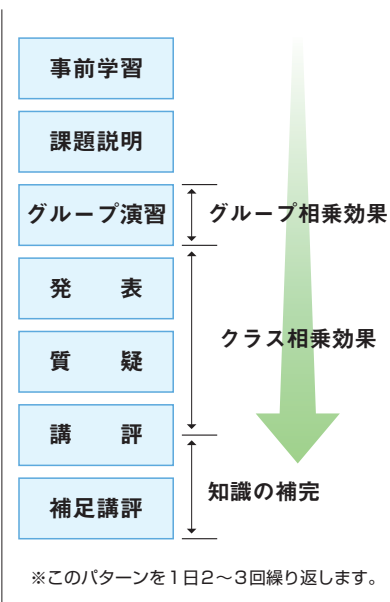 事前学習
課題説明
グループ演習
グループ相乗効果
発　　表
クラス相乗効果
質　　疑
講　　評
知識の補完
補足講評
※このパターンを1日2～3回繰り返します。